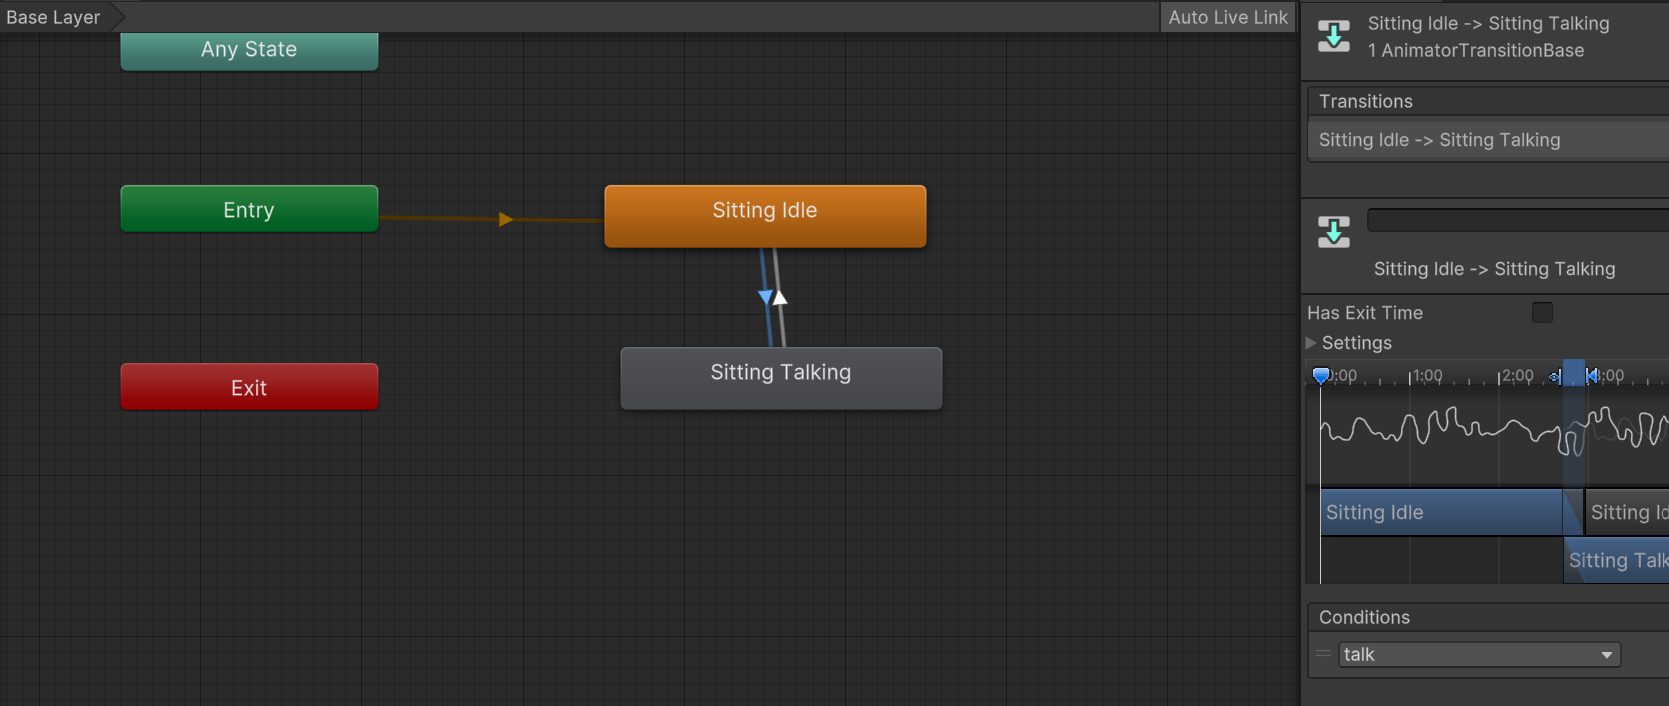 Base Layer
Auto Live Link
Any State
Entry
Sitting Idle
Exit
Sitting Talking
Sitting Idle -> Sitting Talking
1 AnimatorTransitionBase
Transitions
Sitting Idle -> Sitting Talking
Sitting Idle -> Sitting Talking
Has Exit Time
Settings
0:00 1:00 2:00 3:00
Sitting Idle Sitting Id
Sitting Talk
Conditions
talk